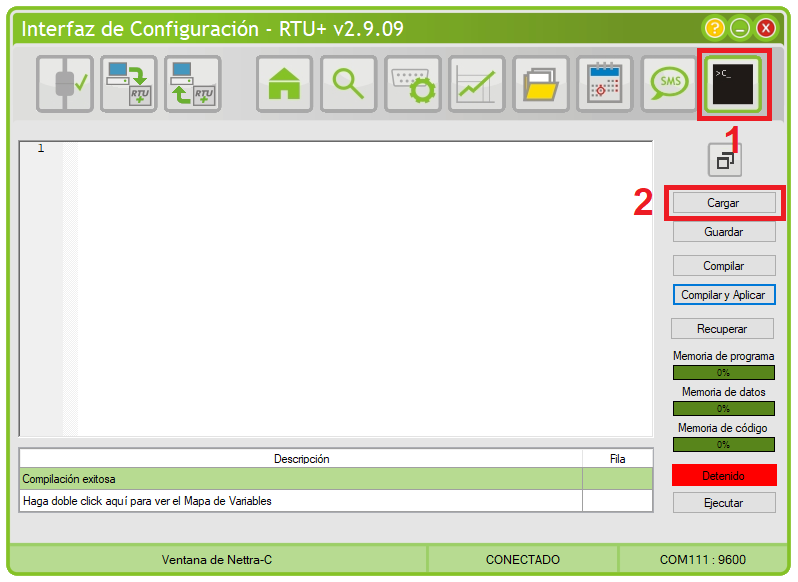 Interfaz de Configuración - RTU+ v2.9.09
?
RTU+
RTU+
SMS
>C_
1
1
2
Cargar
Guardar
Compilar
Compilar y Aplicar
Recuperar
Memoria de programa
0%
Memoria de datos
0%
Memoria de código
0%
Descripción Fila
Compilación exitosa
Haga doble click aquí para ver el Mapa de Variables
Detenido
Ejecutar
Ventana de Nettra-C CONECTADO COM111 : 9600